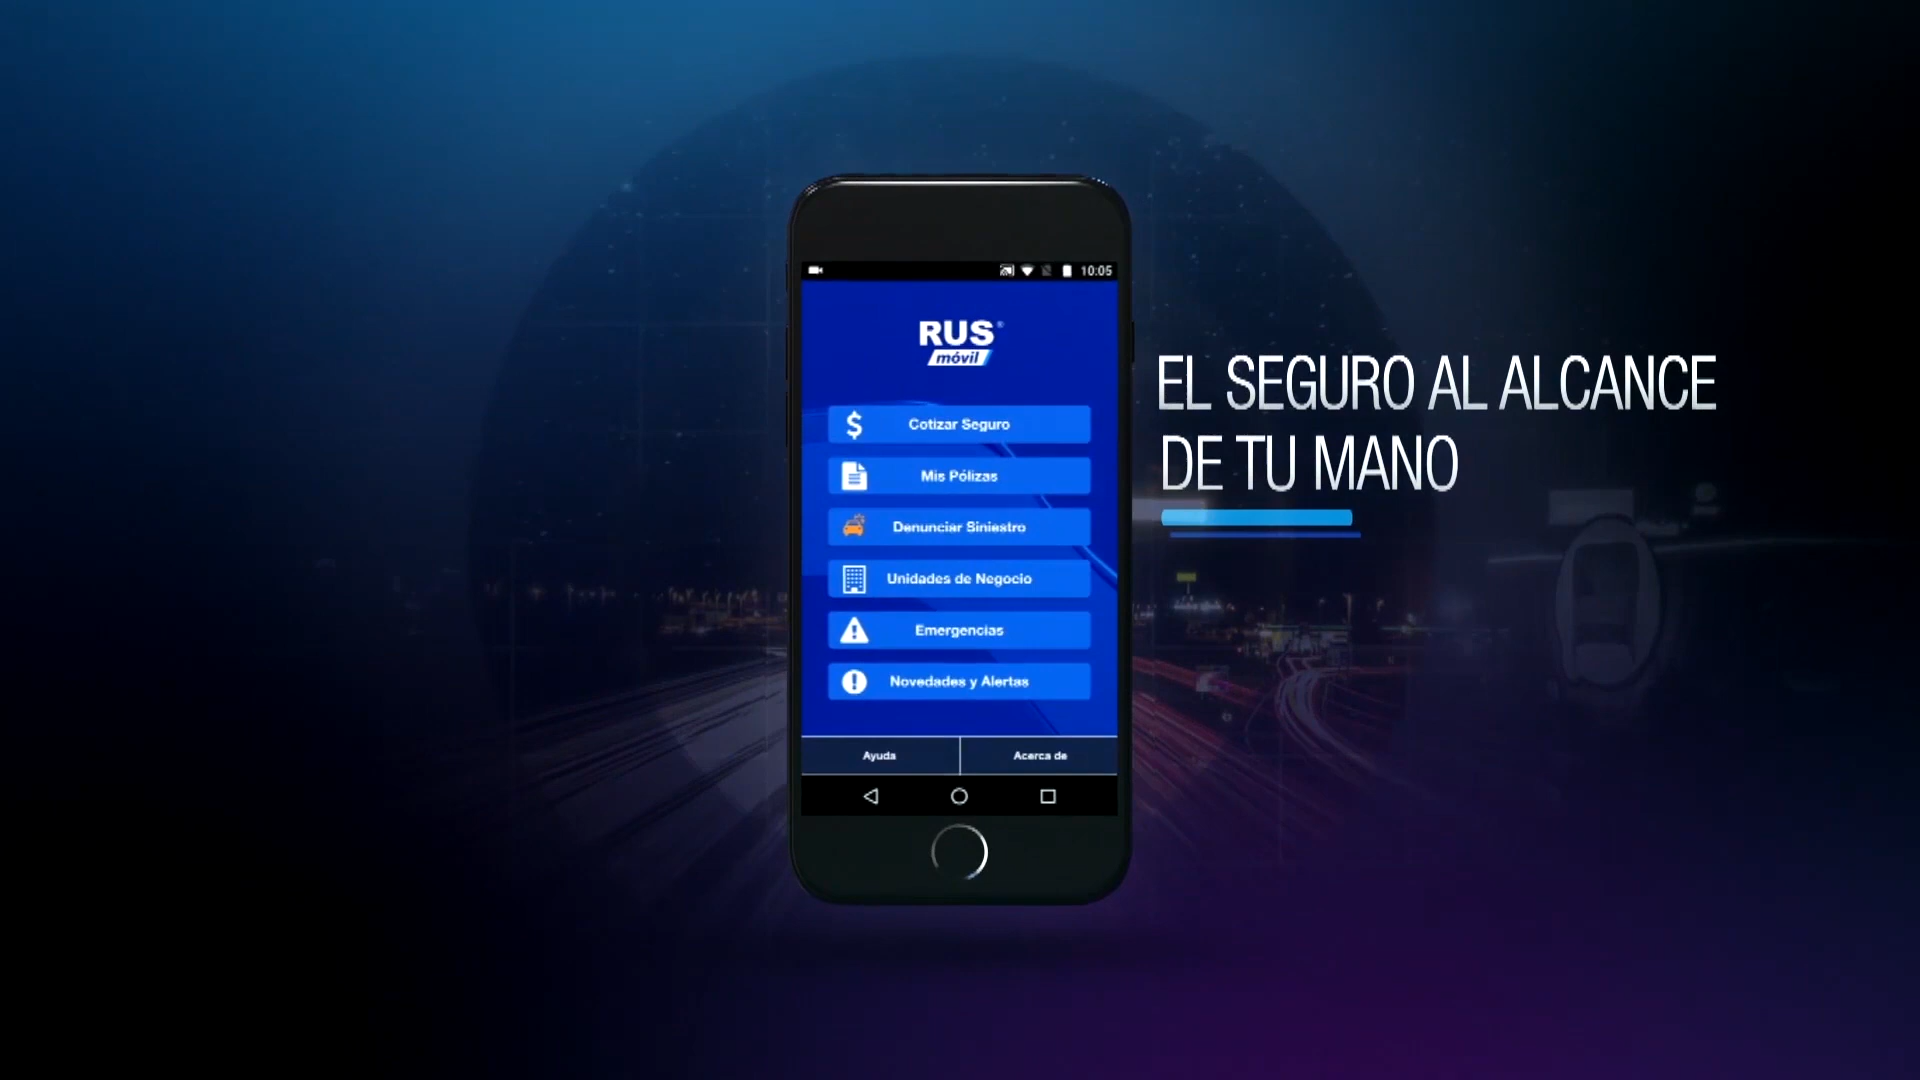 10:05
RUS®
móvil
$ Cotizar Seguro
Mis Pólizas
Denunciar Siniestro
Unidades de Negocio
Emergencias
Novedades y Alertas
Ayuda
Acerca de
EL SEGURO AL ALCANCE
DE TU MANO